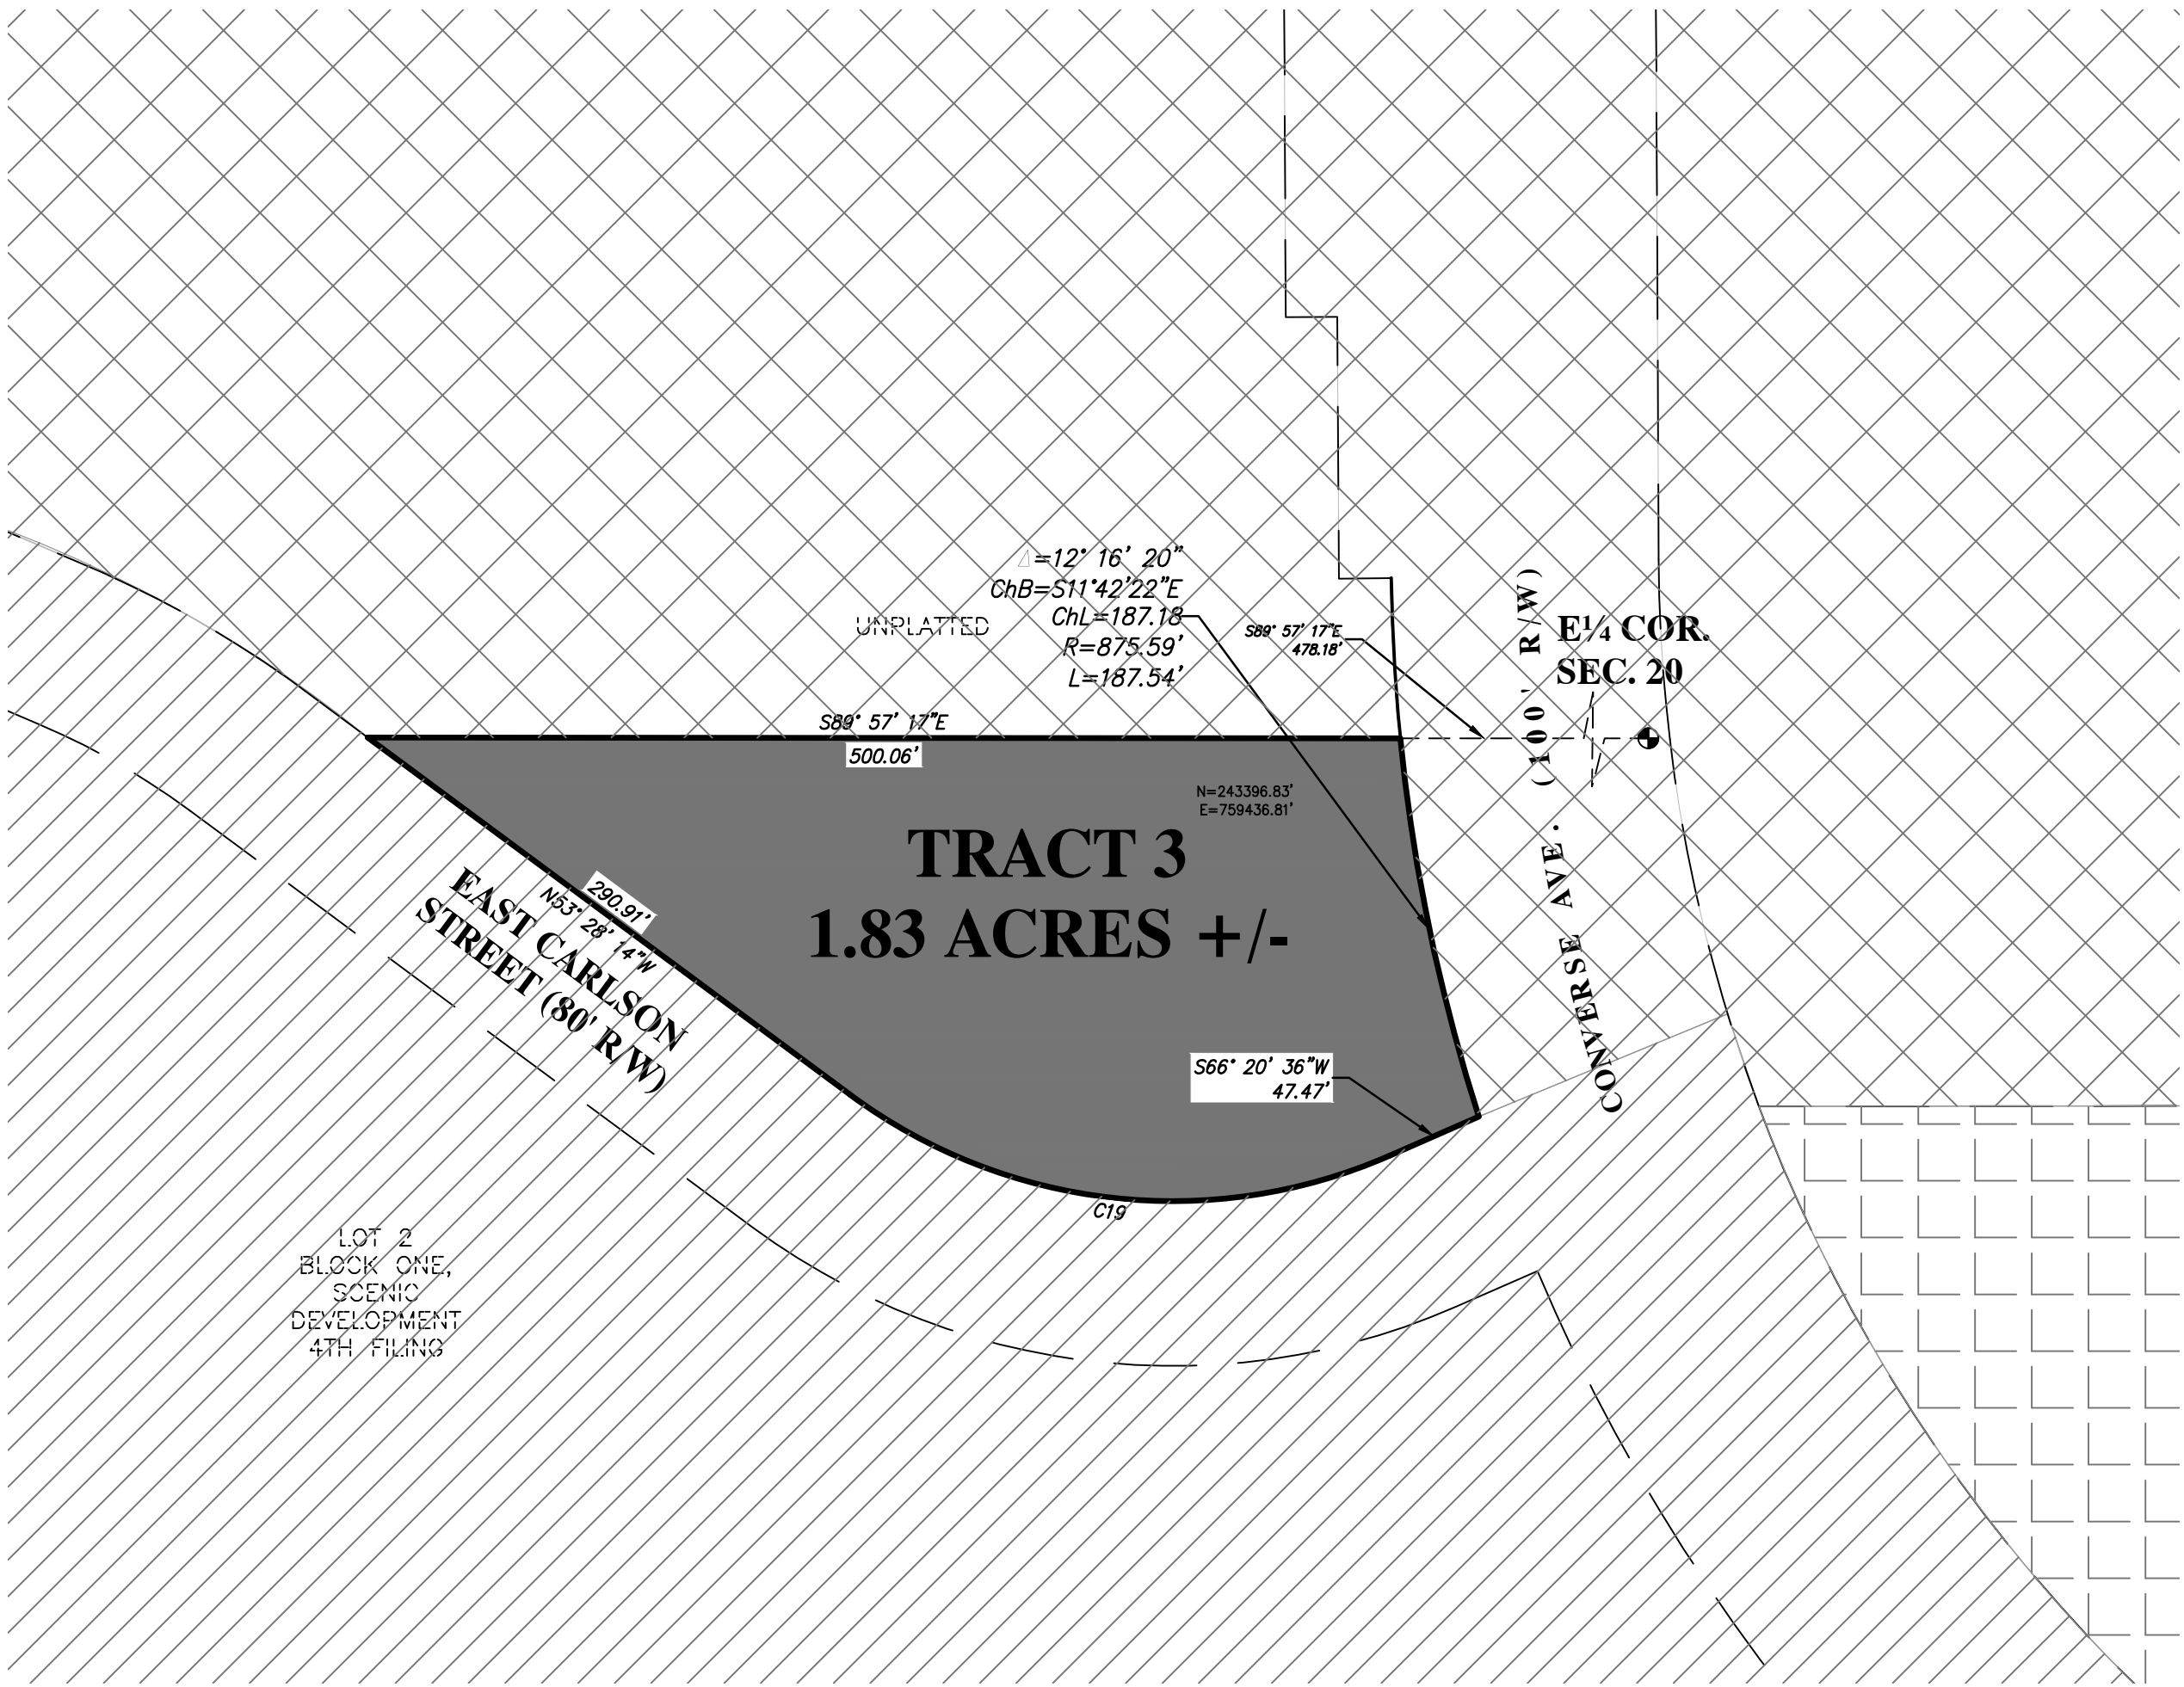 Δ=12° 16' 20"
ChB=S11°42'22"E
ChL=187.18
R=875.59'
L=187.54'
UNPLATTED
S89° 57' 17"E
478.18'
E¼ COR.
SEC. 20
CONVERSE AVE. (100' R/W)
S89° 57' 17"E
500.06'
N=243396.83'
E=759436.81'
TRACT 3
1.83 ACRES +/-
290.91'
N53° 28' 14"W
EAST CARLSON
STREET (80' R/W)
S66° 20' 36"W
47.47'
C19
LOT 2
BLOCK ONE,
SCENIC
DEVELOPMENT
4TH FILING